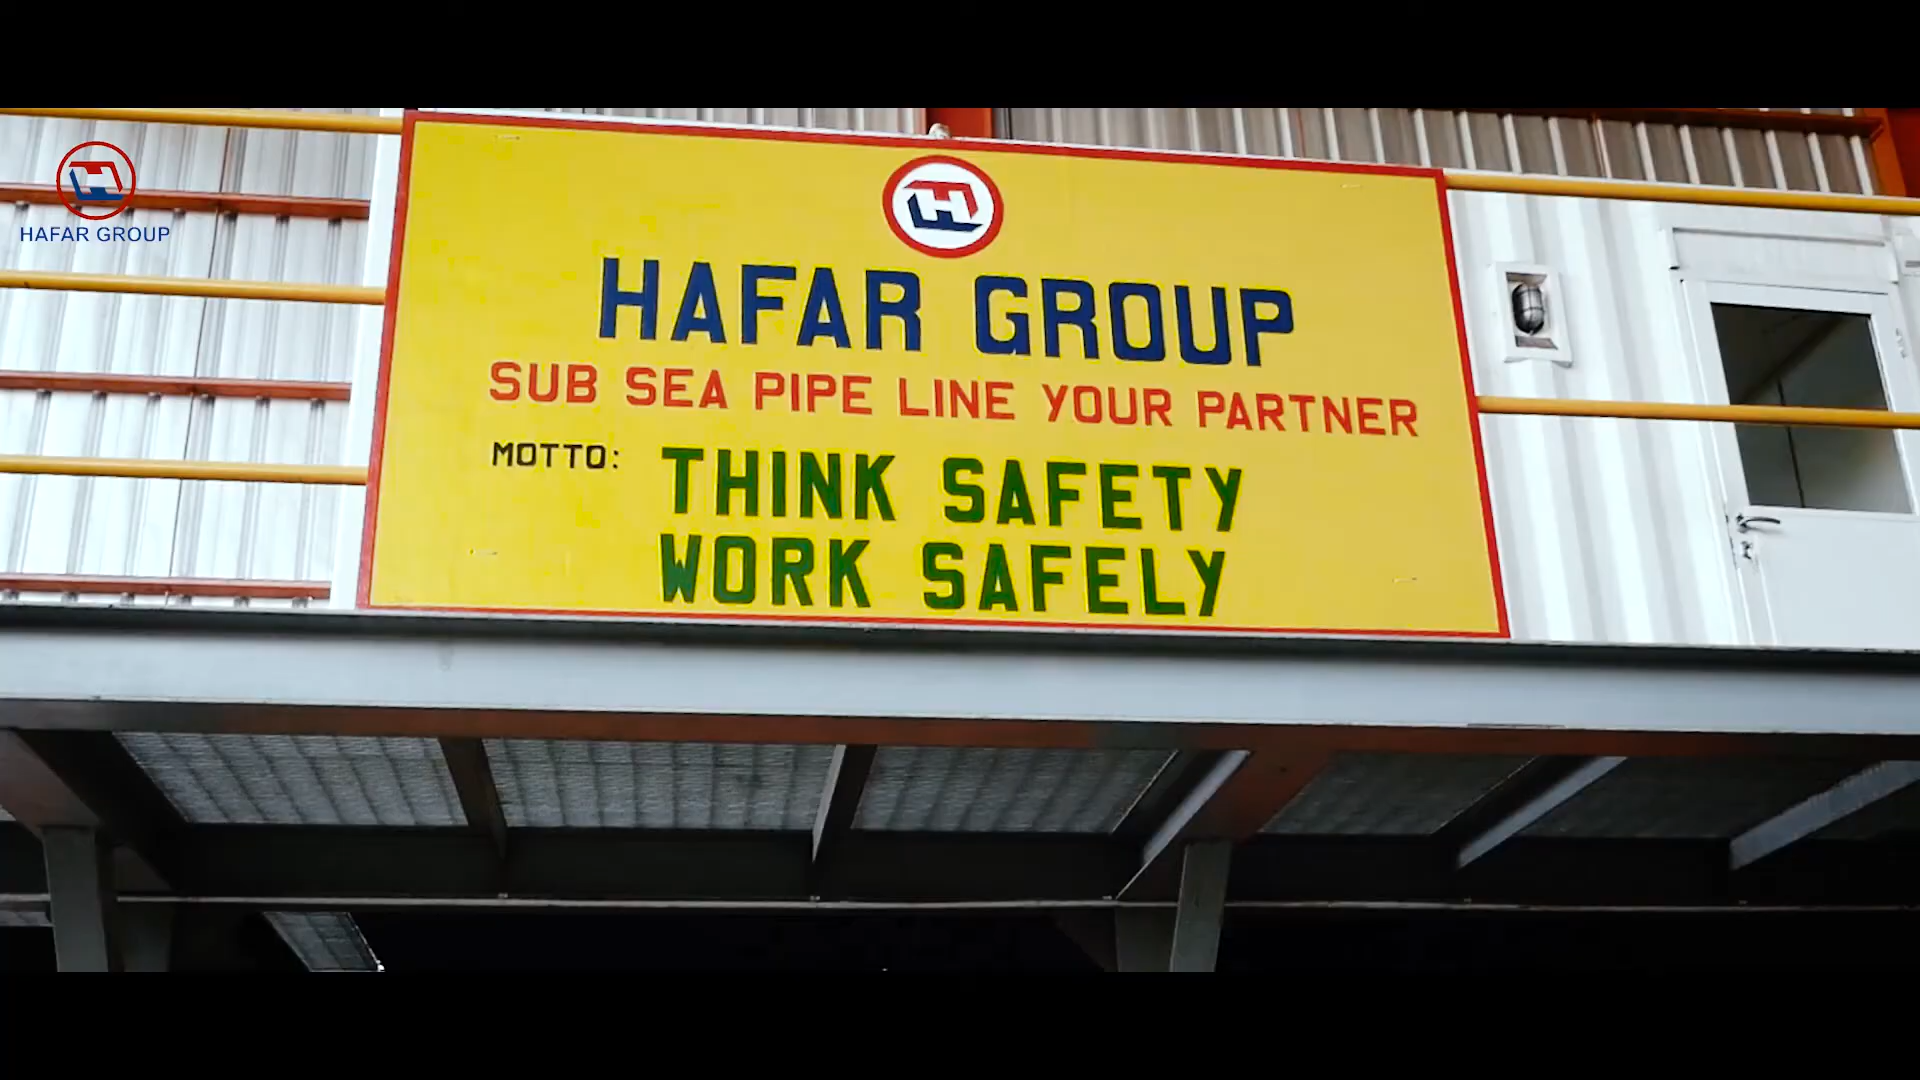 HAFAR GROUP
HAFAR GROUP
SUB SEA PIPE LINE YOUR PARTNER
MOTTO: THINK SAFETY
WORK SAFELY